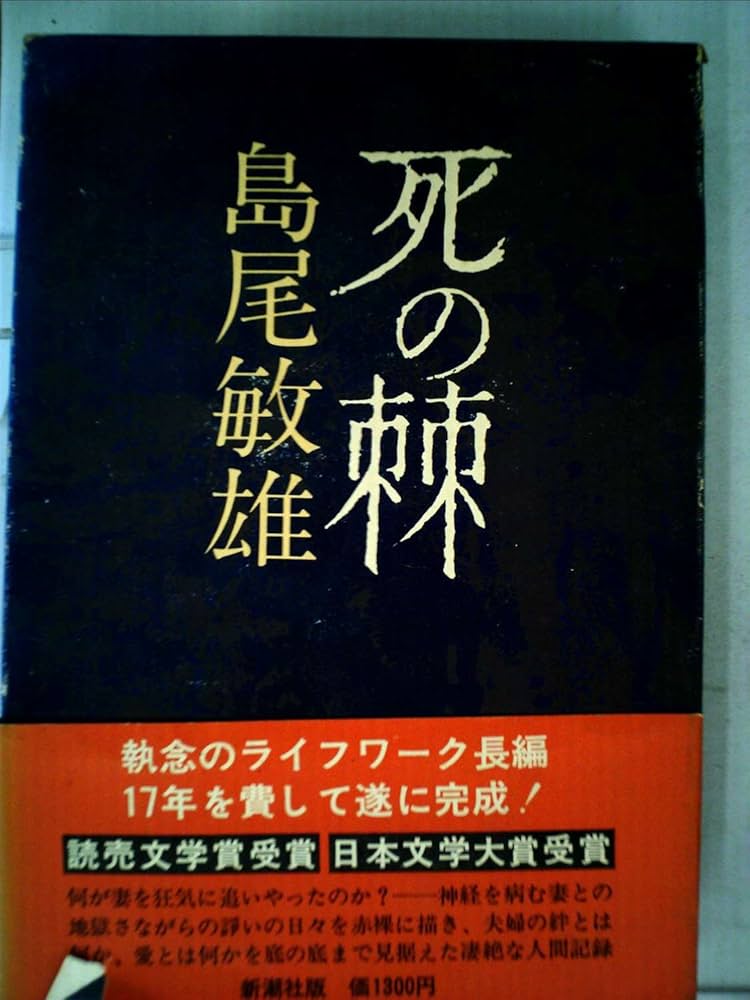 死の棘
島尾敏雄
執念のライフワーク長編
17年を費して遂に完成!
読売文学賞受賞 日本文学大賞受賞
何が妻を狂気に追いやったのか?――神経を病む妻との
地獄さながらの諍いの日々を赤裸に描き、夫婦の絆とは
何か、愛とは何かを底の底まで見据えた凄絶な人間記録
新潮社版 価1300円